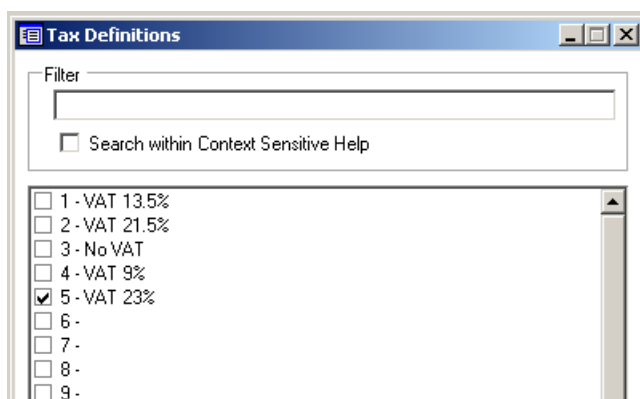 Tax Definitions
Filter
Search within Context Sensitive Help
1 - VAT 13.5%
2 - VAT 21.5%
3 - No VAT
4 - VAT 9%
5 - VAT 23%
6 -
7 -
8 -
9 -